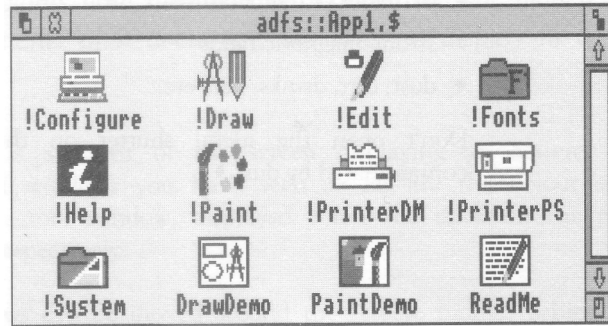 adfs::App1.$
!Configure !Draw !Edit !Fonts
!Help !Paint !PrinterDM !PrinterPS
!System DrawDemo PaintDemo ReadMe